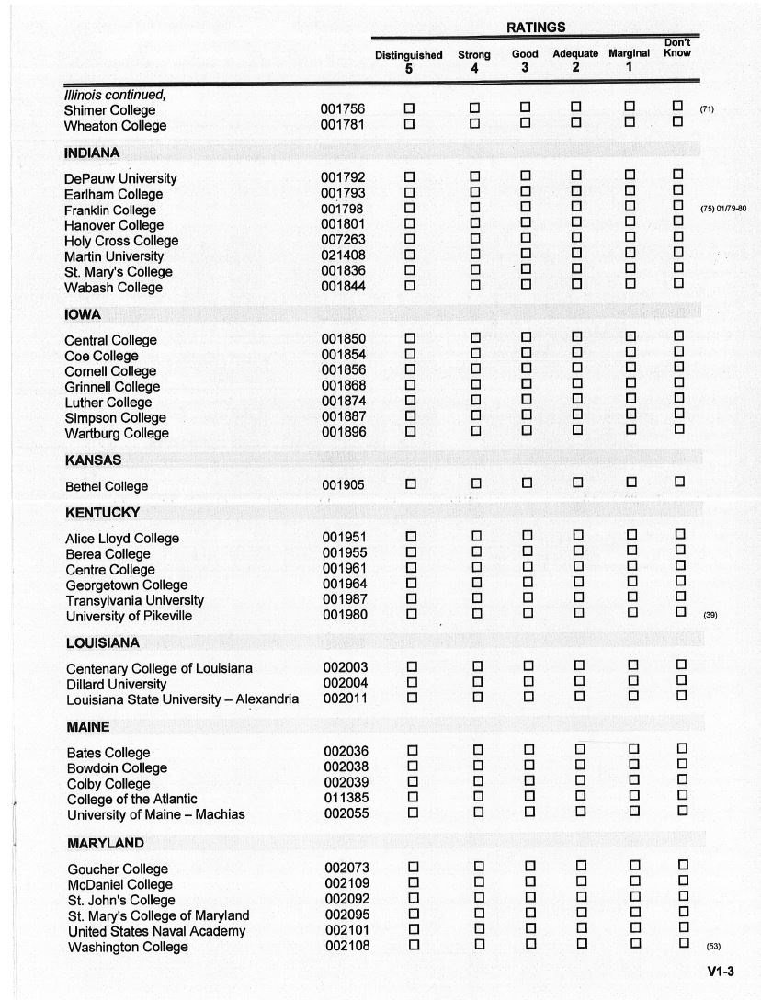 RATINGS
Distinguished Strong Good Adequate Marginal Don't Know
5 4 3 2 1
Illinois continued,
Shimer College 001756 ☐ ☐ ☐ ☐ ☐ ☐ (71)
Wheaton College 001781 ☐ ☐ ☐ ☐ ☐ ☐
INDIANA
DePauw University 001792 ☐ ☐ ☐ ☐ ☐ ☐
Earlham College 001793 ☐ ☐ ☐ ☐ ☐ ☐
Franklin College 001798 ☐ ☐ ☐ ☐ ☐ ☐ (75) 01/79-80
Hanover College 001801 ☐ ☐ ☐ ☐ ☐ ☐
Holy Cross College 007263 ☐ ☐ ☐ ☐ ☐ ☐
Martin University 021408 ☐ ☐ ☐ ☐ ☐ ☐
St. Mary's College 001836 ☐ ☐ ☐ ☐ ☐ ☐
Wabash College 001844 ☐ ☐ ☐ ☐ ☐ ☐
IOWA
Central College 001850 ☐ ☐ ☐ ☐ ☐ ☐
Coe College 001854 ☐ ☐ ☐ ☐ ☐ ☐
Cornell College 001856 ☐ ☐ ☐ ☐ ☐ ☐
Grinnell College 001868 ☐ ☐ ☐ ☐ ☐ ☐
Luther College 001874 ☐ ☐ ☐ ☐ ☐ ☐
Simpson College 001887 ☐ ☐ ☐ ☐ ☐ ☐
Wartburg College 001896 ☐ ☐ ☐ ☐ ☐ ☐
KANSAS
Bethel College 001905 ☐ ☐ ☐ ☐ ☐ ☐
KENTUCKY
Alice Lloyd College 001951 ☐ ☐ ☐ ☐ ☐ ☐
Berea College 001955 ☐ ☐ ☐ ☐ ☐ ☐
Centre College 001961 ☐ ☐ ☐ ☐ ☐ ☐
Georgetown College 001964 ☐ ☐ ☐ ☐ ☐ ☐
Transylvania University 001987 ☐ ☐ ☐ ☐ ☐ ☐
University of Pikeville 001980 ☐ ☐ ☐ ☐ ☐ ☐ (39)
LOUISIANA
Centenary College of Louisiana 002003 ☐ ☐ ☐ ☐ ☐ ☐
Dillard University 002004 ☐ ☐ ☐ ☐ ☐ ☐
Louisiana State University – Alexandria 002011 ☐ ☐ ☐ ☐ ☐ ☐
MAINE
Bates College 002036 ☐ ☐ ☐ ☐ ☐ ☐
Bowdoin College 002038 ☐ ☐ ☐ ☐ ☐ ☐
Colby College 002039 ☐ ☐ ☐ ☐ ☐ ☐
College of the Atlantic 011385 ☐ ☐ ☐ ☐ ☐ ☐
University of Maine – Machias 002055 ☐ ☐ ☐ ☐ ☐ ☐
MARYLAND
Goucher College 002073 ☐ ☐ ☐ ☐ ☐ ☐
McDaniel College 002109 ☐ ☐ ☐ ☐ ☐ ☐
St. John's College 002092 ☐ ☐ ☐ ☐ ☐ ☐
St. Mary's College of Maryland 002095 ☐ ☐ ☐ ☐ ☐ ☐
United States Naval Academy 002101 ☐ ☐ ☐ ☐ ☐ ☐
Washington College 002108 ☐ ☐ ☐ ☐ ☐ ☐ (53)
V1-3